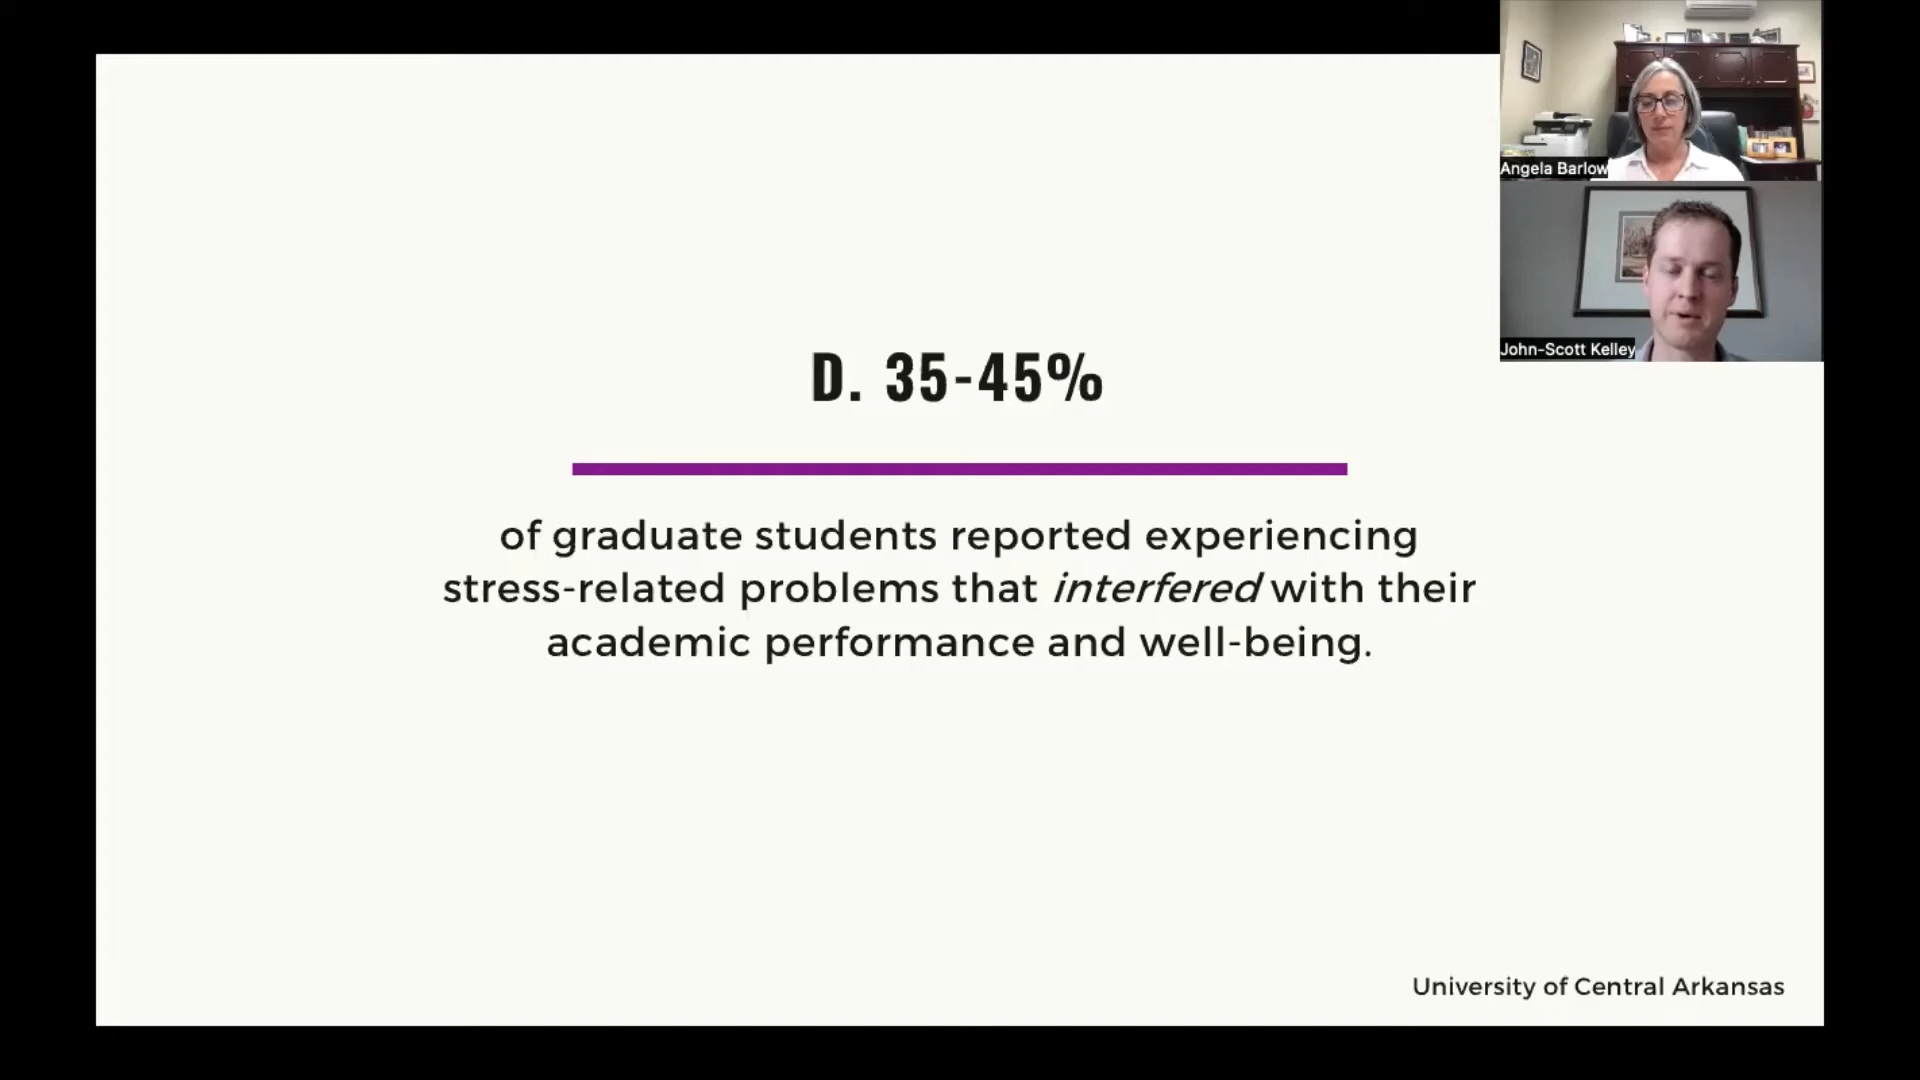 Angela Barlow
John-Scott Kelley
D. 35-45%
of graduate students reported experiencing
stress-related problems that interfered with their
academic performance and well-being.
University of Central Arkansas